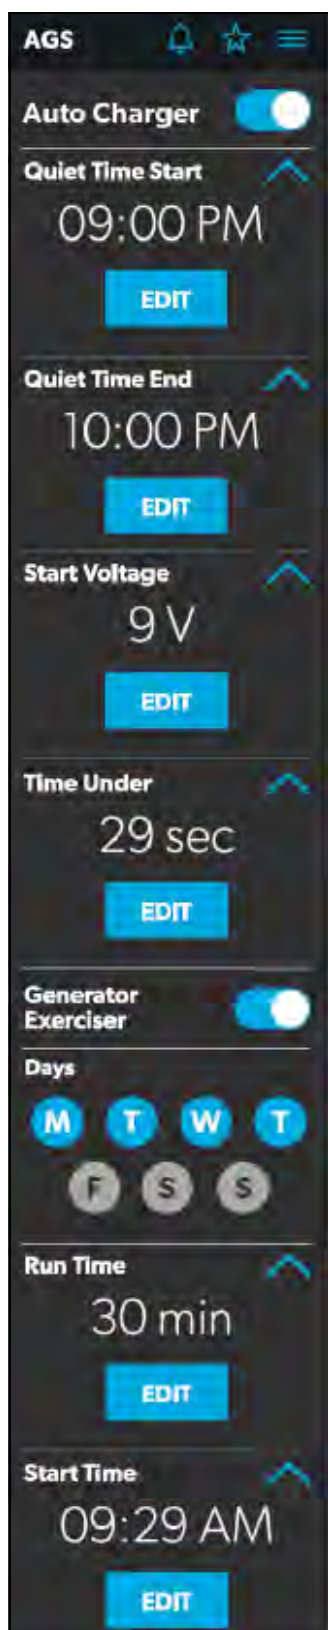 AGS
Auto Charger
Quiet Time Start
09:00 PM
EDIT
Quiet Time End
10:00 PM
EDIT
Start Voltage
9 V
EDIT
Time Under
29 sec
EDIT
Generator
Exerciser
Days
M T W T
F S S
Run Time
30 min
EDIT
Start Time
09:29 AM
EDIT